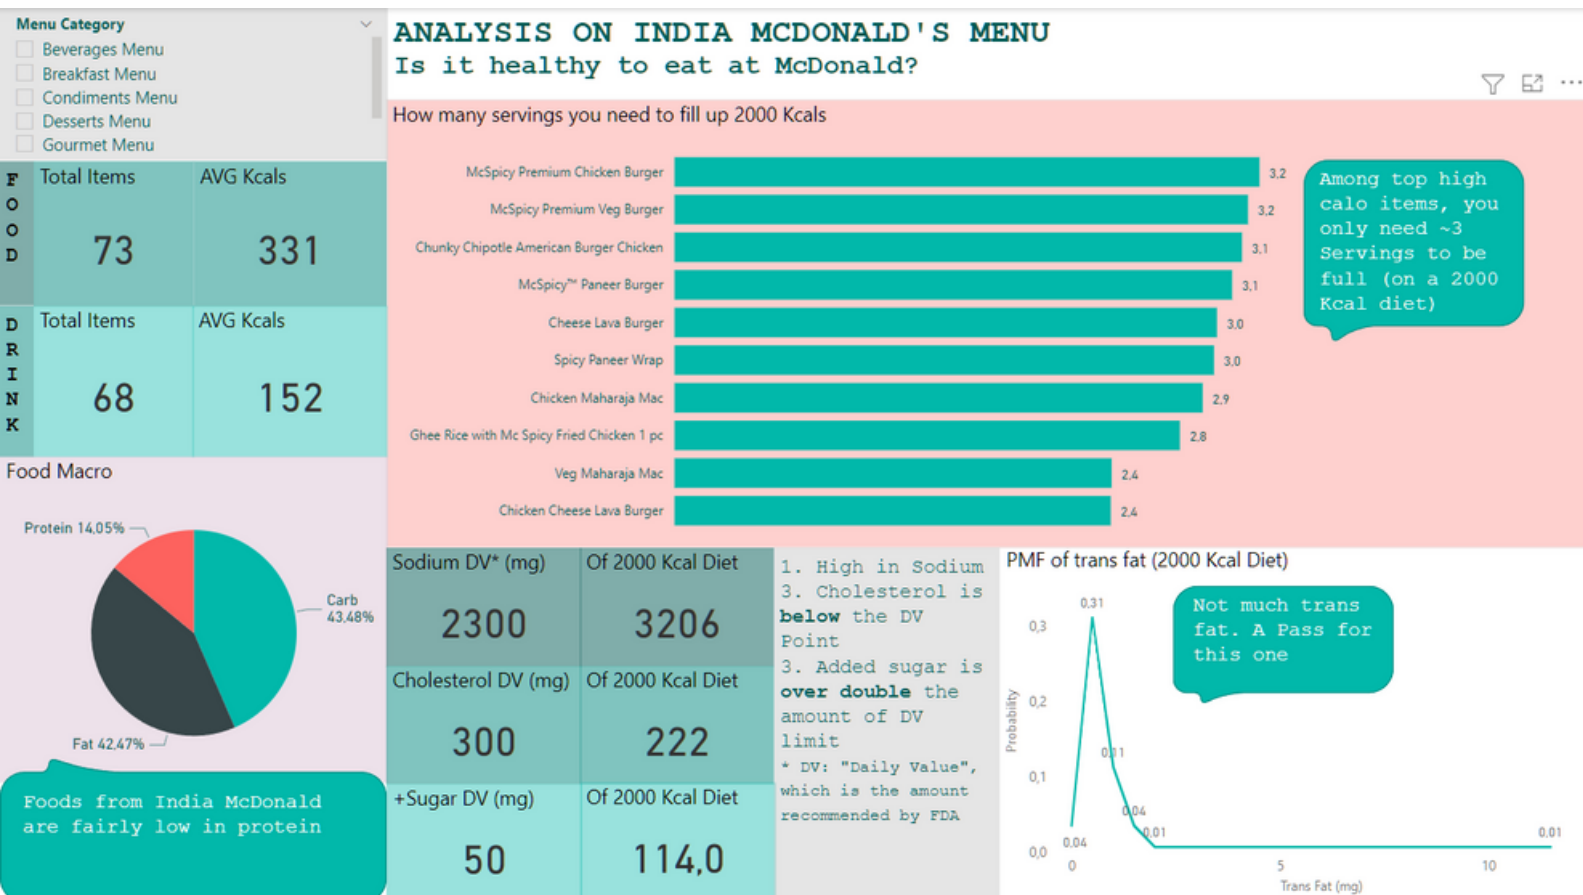 Menu Category
Beverages Menu
Breakfast Menu
Condiments Menu
Desserts Menu
Gourmet Menu
ANALYSIS ON INDIA MCDONALD'S MENU
Is it healthy to eat at McDonald?
FOOD
Total Items
AVG Kcals
73
331
DRINK
Total Items
AVG Kcals
68
152
How many servings you need to fill up 2000 Kcals
McSpicy Premium Chicken Burger 3,2
McSpicy Premium Veg Burger 3,2
Chunky Chipotle American Burger Chicken 3,1
McSpicy™ Paneer Burger 3,1
Cheese Lava Burger 3,0
Spicy Paneer Wrap 3,0
Chicken Maharaja Mac 2,9
Ghee Rice with Mc Spicy Fried Chicken 1 pc 2,8
Veg Maharaja Mac 2,4
Chicken Cheese Lava Burger 2,4
Among top high
calo items, you
only need ~3
Servings to be
full (on a 2000
Kcal diet)
Food Macro
Protein 14,05%
Carb
43,48%
Fat 42,47%
Foods from India McDonald
are fairly low in protein
Sodium DV* (mg)
Of 2000 Kcal Diet
2300
3206
Cholesterol DV (mg)
Of 2000 Kcal Diet
300
222
+Sugar DV (mg)
Of 2000 Kcal Diet
50
114,0
1. High in Sodium
3. Cholesterol is
below the DV
Point
3. Added sugar is
over double the
amount of DV
limit
* DV: "Daily Value",
which is the amount
recommended by FDA
PMF of trans fat (2000 Kcal Diet)
Not much trans
fat. A Pass for
this one
Probability
0,3
0,2
0,1
0,0
0,04
0,31
0,11
0,04
0,01
0,01
0
5
10
Trans Fat (mg)